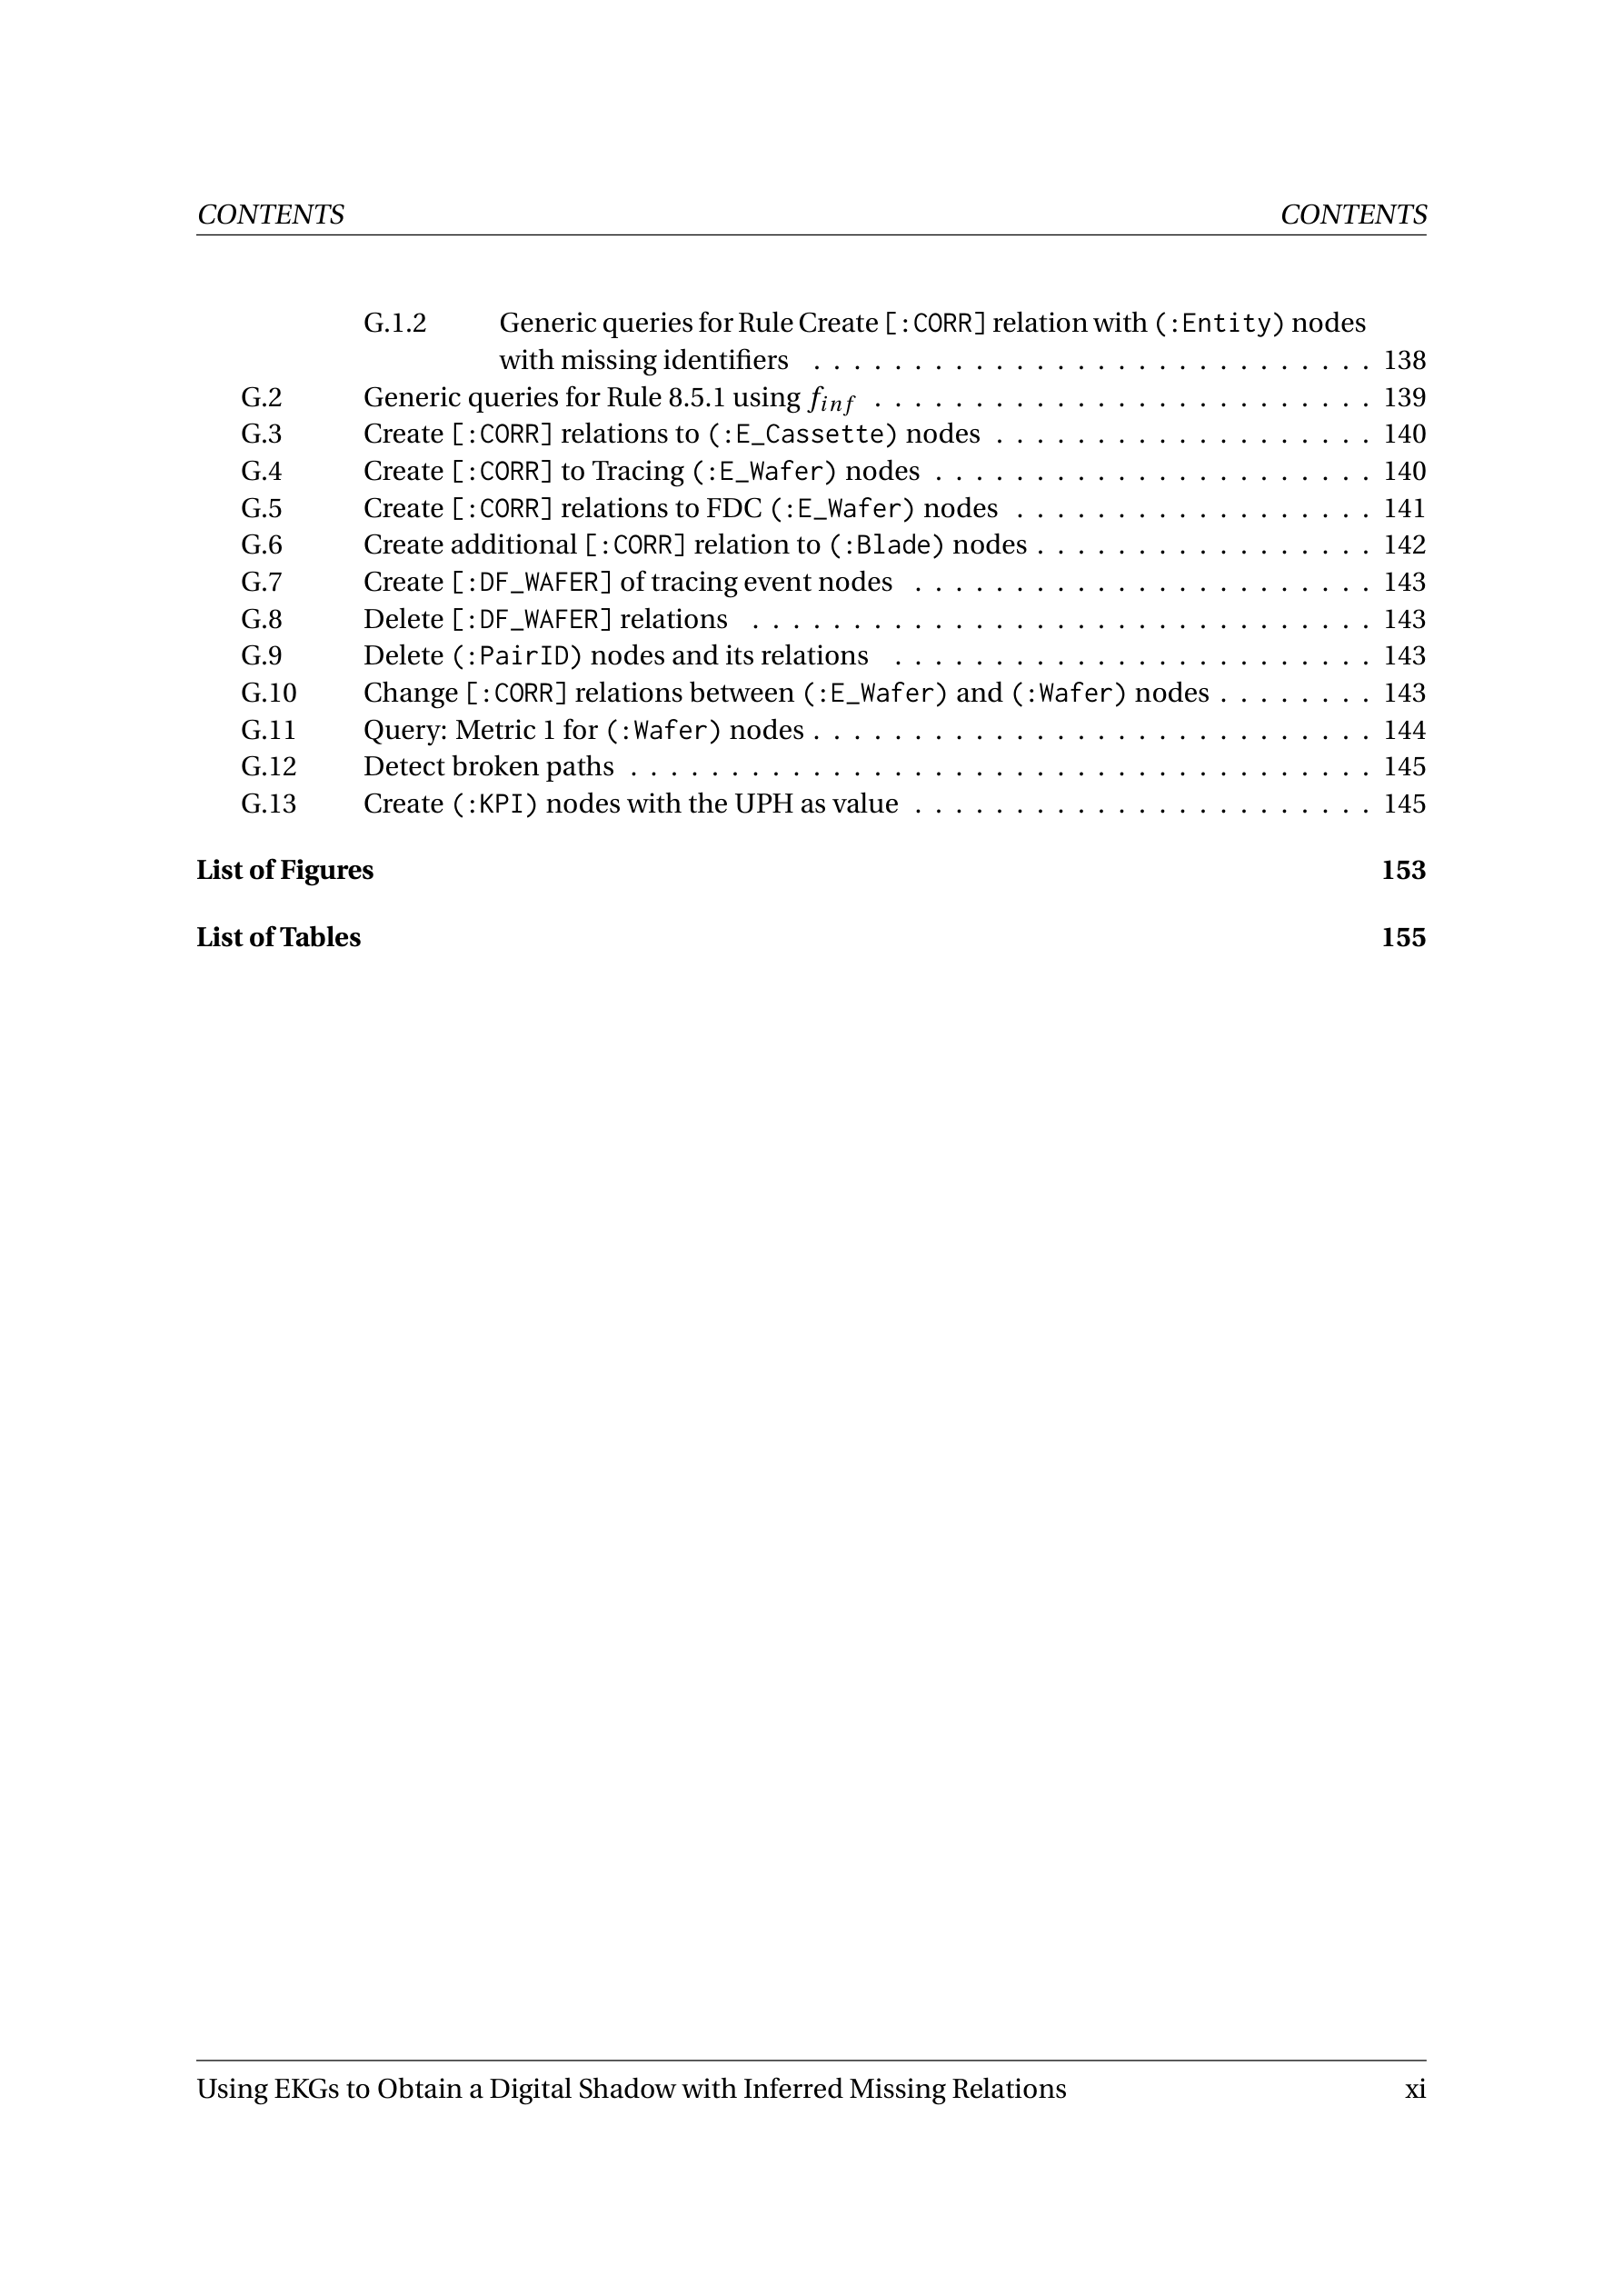 CONTENTS CONTENTS
G.1.2 Generic queries for Rule Create [:CORR] relation with (:Entity) nodes
with missing identifiers . . . . . . . . . . . . . . . . . . . . . . . . . . . . 138
G.2 Generic queries for Rule 8.5.1 using f_inf . . . . . . . . . . . . . . . . . . . . . . . . . 139
G.3 Create [:CORR] relations to (:E_Cassette) nodes . . . . . . . . . . . . . . . . . . . 140
G.4 Create [:CORR] to Tracing (:E_Wafer) nodes . . . . . . . . . . . . . . . . . . . . . . 140
G.5 Create [:CORR] relations to FDC (:E_Wafer) nodes . . . . . . . . . . . . . . . . . . 141
G.6 Create additional [:CORR] relation to (:Blade) nodes . . . . . . . . . . . . . . . . . 142
G.7 Create [:DF_WAFER] of tracing event nodes . . . . . . . . . . . . . . . . . . . . . . . 143
G.8 Delete [:DF_WAFER] relations . . . . . . . . . . . . . . . . . . . . . . . . . . . . . . . 143
G.9 Delete (:PairID) nodes and its relations . . . . . . . . . . . . . . . . . . . . . . . . 143
G.10 Change [:CORR] relations between (:E_Wafer) and (:Wafer) nodes . . . . . . . . 143
G.11 Query: Metric 1 for (:Wafer) nodes . . . . . . . . . . . . . . . . . . . . . . . . . . . . 144
G.12 Detect broken paths . . . . . . . . . . . . . . . . . . . . . . . . . . . . . . . . . . . . . 145
G.13 Create (:KPI) nodes with the UPH as value . . . . . . . . . . . . . . . . . . . . . . . 145
List of Figures 153
List of Tables 155
Using EKGs to Obtain a Digital Shadow with Inferred Missing Relations xi